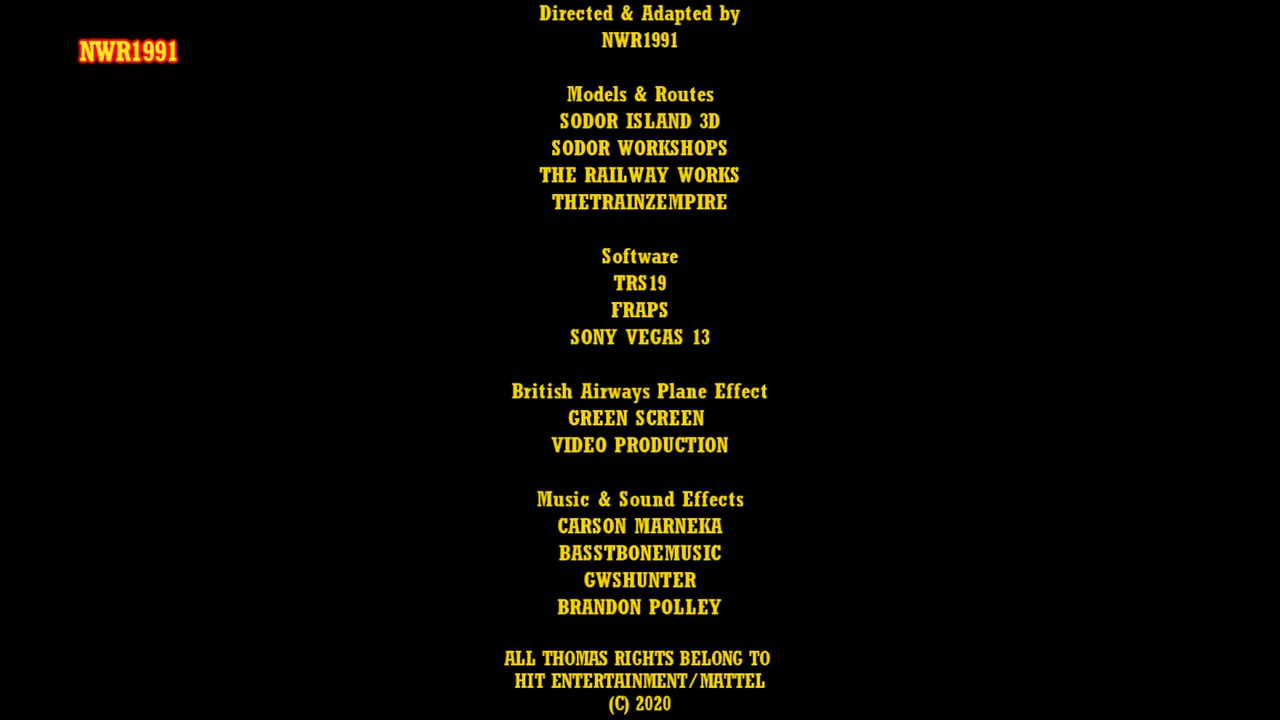 Directed & Adapted by
NWR1991
NWR1991
Models & Routes
SODOR ISLAND 3D
SODOR WORKSHOPS
THE RAILWAY WORKS
THETRAINZEMPIRE
Software
TRS19
FRAPS
SONY VEGAS 13
British Airways Plane Effect
GREEN SCREEN
VIDEO PRODUCTION
Music & Sound Effects
CARSON MARNEKA
BASSTBONEMUSIC
GWSHUNTER
BRANDON POLLEY
ALL THOMAS RIGHTS BELONG TO
HIT ENTERTAINMENT/MATTEL
(C) 2020